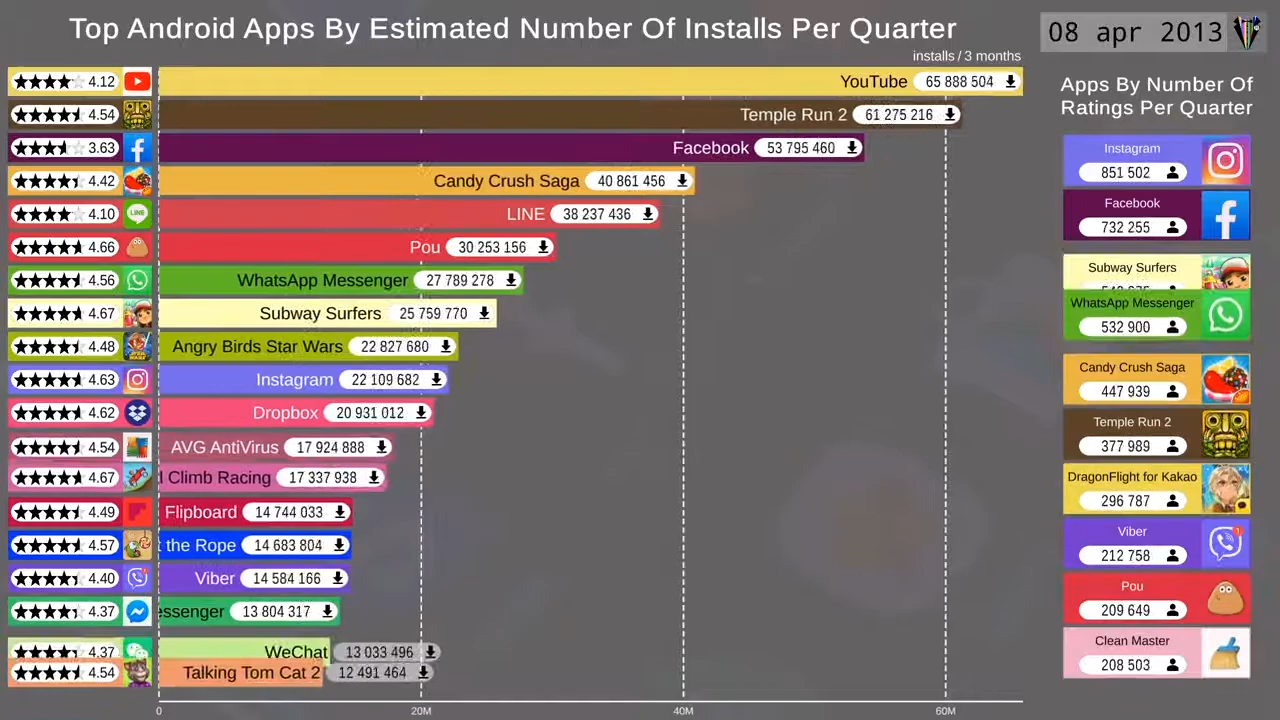 Top Android Apps By Estimated Number Of Installs Per Quarter
08 apr 2013
installs / 3 months
4.12 YouTube 65 888 504
4.54 Temple Run 2 61 275 216
3.63 Facebook 53 795 460
4.42 Candy Crush Saga 40 861 456
4.10 LINE LINE 38 237 436
4.66 Pou 30 253 156
4.56 WhatsApp Messenger 27 789 278
4.67 Subway Surfers 25 759 770
4.48 Angry Birds Star Wars 22 827 680
4.63 Instagram 22 109 682
4.62 Dropbox 20 931 012
4.54 AVG AntiVirus 17 924 888
4.67 l Climb Racing 17 337 938
4.49 Flipboard 14 744 033
4.57 t the Rope 14 683 804
4.40 Viber 14 584 166
4.37 essenger 13 804 317
4.37 WeChat 13 033 496
4.54 Talking Tom Cat 2 12 491 464
0 20M 40M 60M
Apps By Number Of
Ratings Per Quarter
Instagram
851 502
Facebook
732 255
Subway Surfers
WhatsApp Messenger
532 900
Candy Crush Saga
447 939
Temple Run 2
377 989
DragonFlight for Kakao
296 787
Viber
212 758
Pou
209 649
Clean Master
208 503